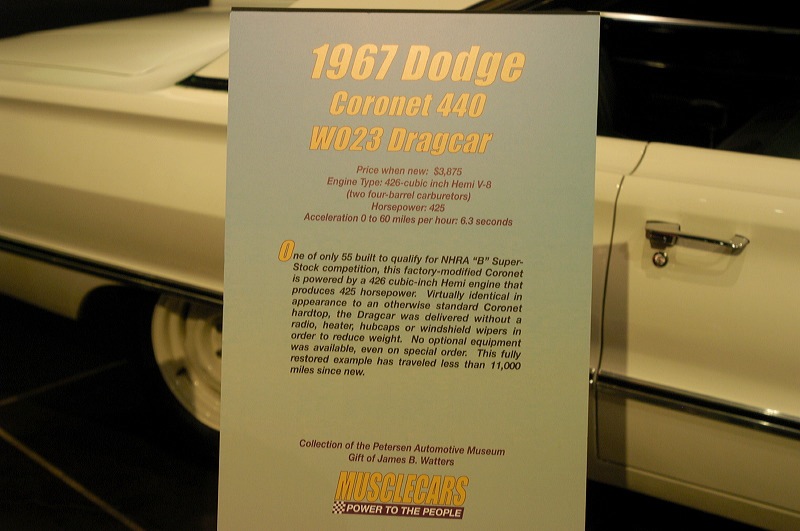 1967 Dodge
Coronet 440
WO23 Dragcar
Price when new: $3,875
Engine Type: 426-cubic inch Hemi V-8
(two four-barrel carburetors)
Horsepower: 425
Acceleration 0 to 60 miles per hour: 6.3 seconds
One of only 55 built to qualify for NHRA "B" Super-
Stock competition, this factory-modified Coronet
is powered by a 426 cubic-inch Hemi engine that
produces 425 horsepower. Virtually identical in
appearance to an otherwise standard Coronet
hardtop, the Dragcar was delivered without a
radio, heater, hubcaps or windshield wipers in
order to reduce weight. No optional equipment
was available, even on special order. This fully
restored example has traveled less than 11,000
miles since new.
Collection of the Petersen Automotive Museum
Gift of James B. Watters
MUSCLECARS
POWER TO THE PEOPLE